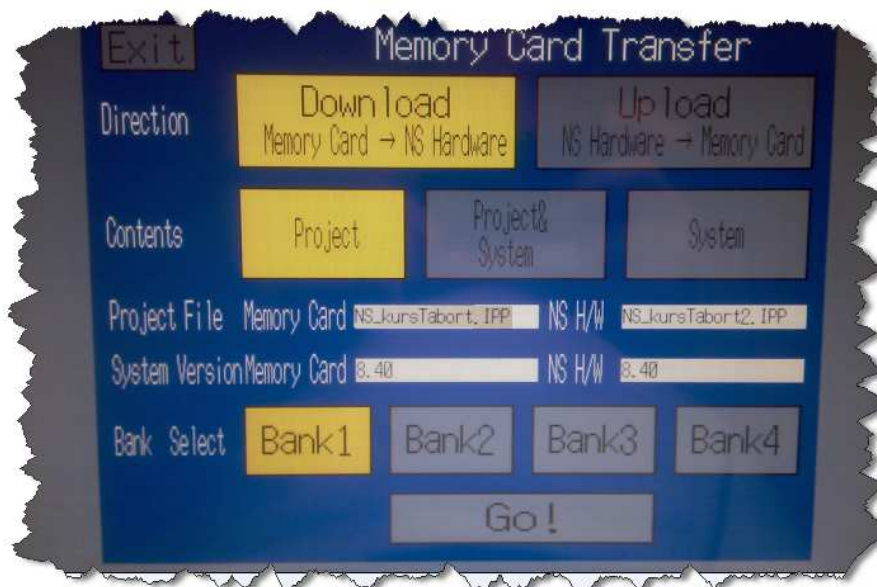 Exit Memory Card Transfer
Direction
Download
Memory Card → NS Hardware
Upload
NS Hardware → Memory Card
Contents
Project
Project&
System
System
Project File Memory Card NS_kursTabort.IPP NS H/W NS_kursTabort2.IPP
System Version Memory Card 8.40 NS H/W 8.40
Bank Select Bank1 Bank2 Bank3 Bank4
Go!